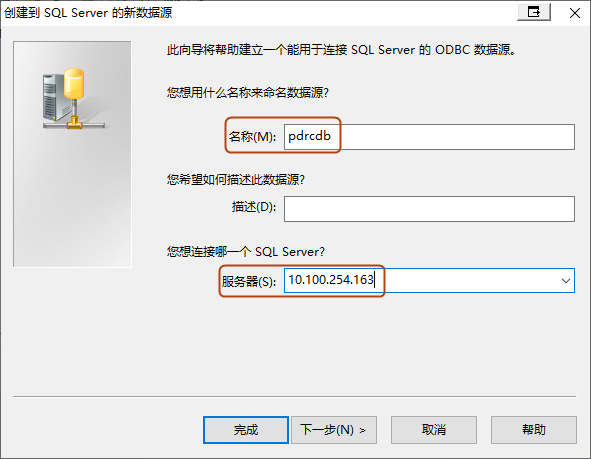 创建到 SQL Server 的新数据源
此向导将帮助建立一个能用于连接 SQL Server 的 ODBC 数据源。
您想用什么名称来命名数据源?
名称(M): pdrcdb
您希望如何描述此数据源?
描述(D):
您想连接哪一个 SQL Server?
服务器(S): 10.100.254.163
完成 下一步(N) > 取消 帮助